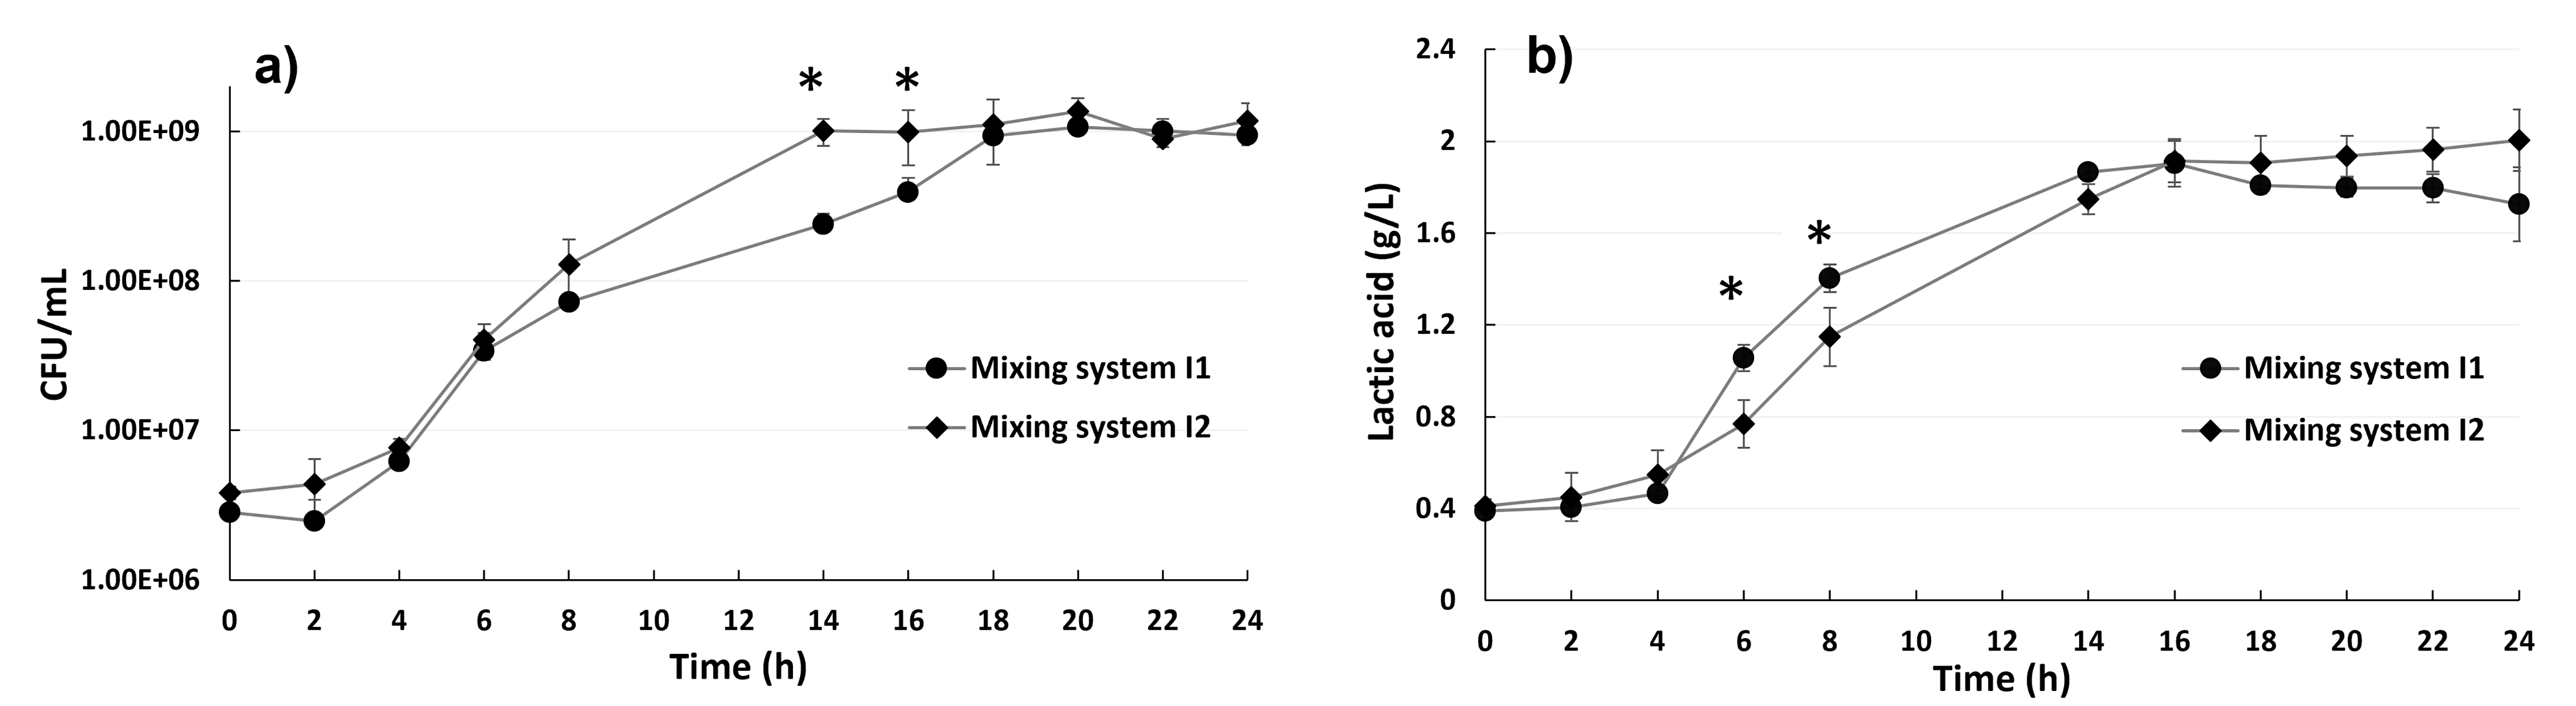 a)
* *
1.00E+09
1.00E+08
1.00E+07
1.00E+06
CFU/mL
0 2 4 6 8 10 12 14 16 18 20 22 24
Time (h)
Mixing system I1
Mixing system I2
b)
* *
2.4
2
1.6
1.2
0.8
0.4
0
Lactic acid (g/L)
0 2 4 6 8 10 12 14 16 18 20 22 24
Time (h)
Mixing system I1
Mixing system I2